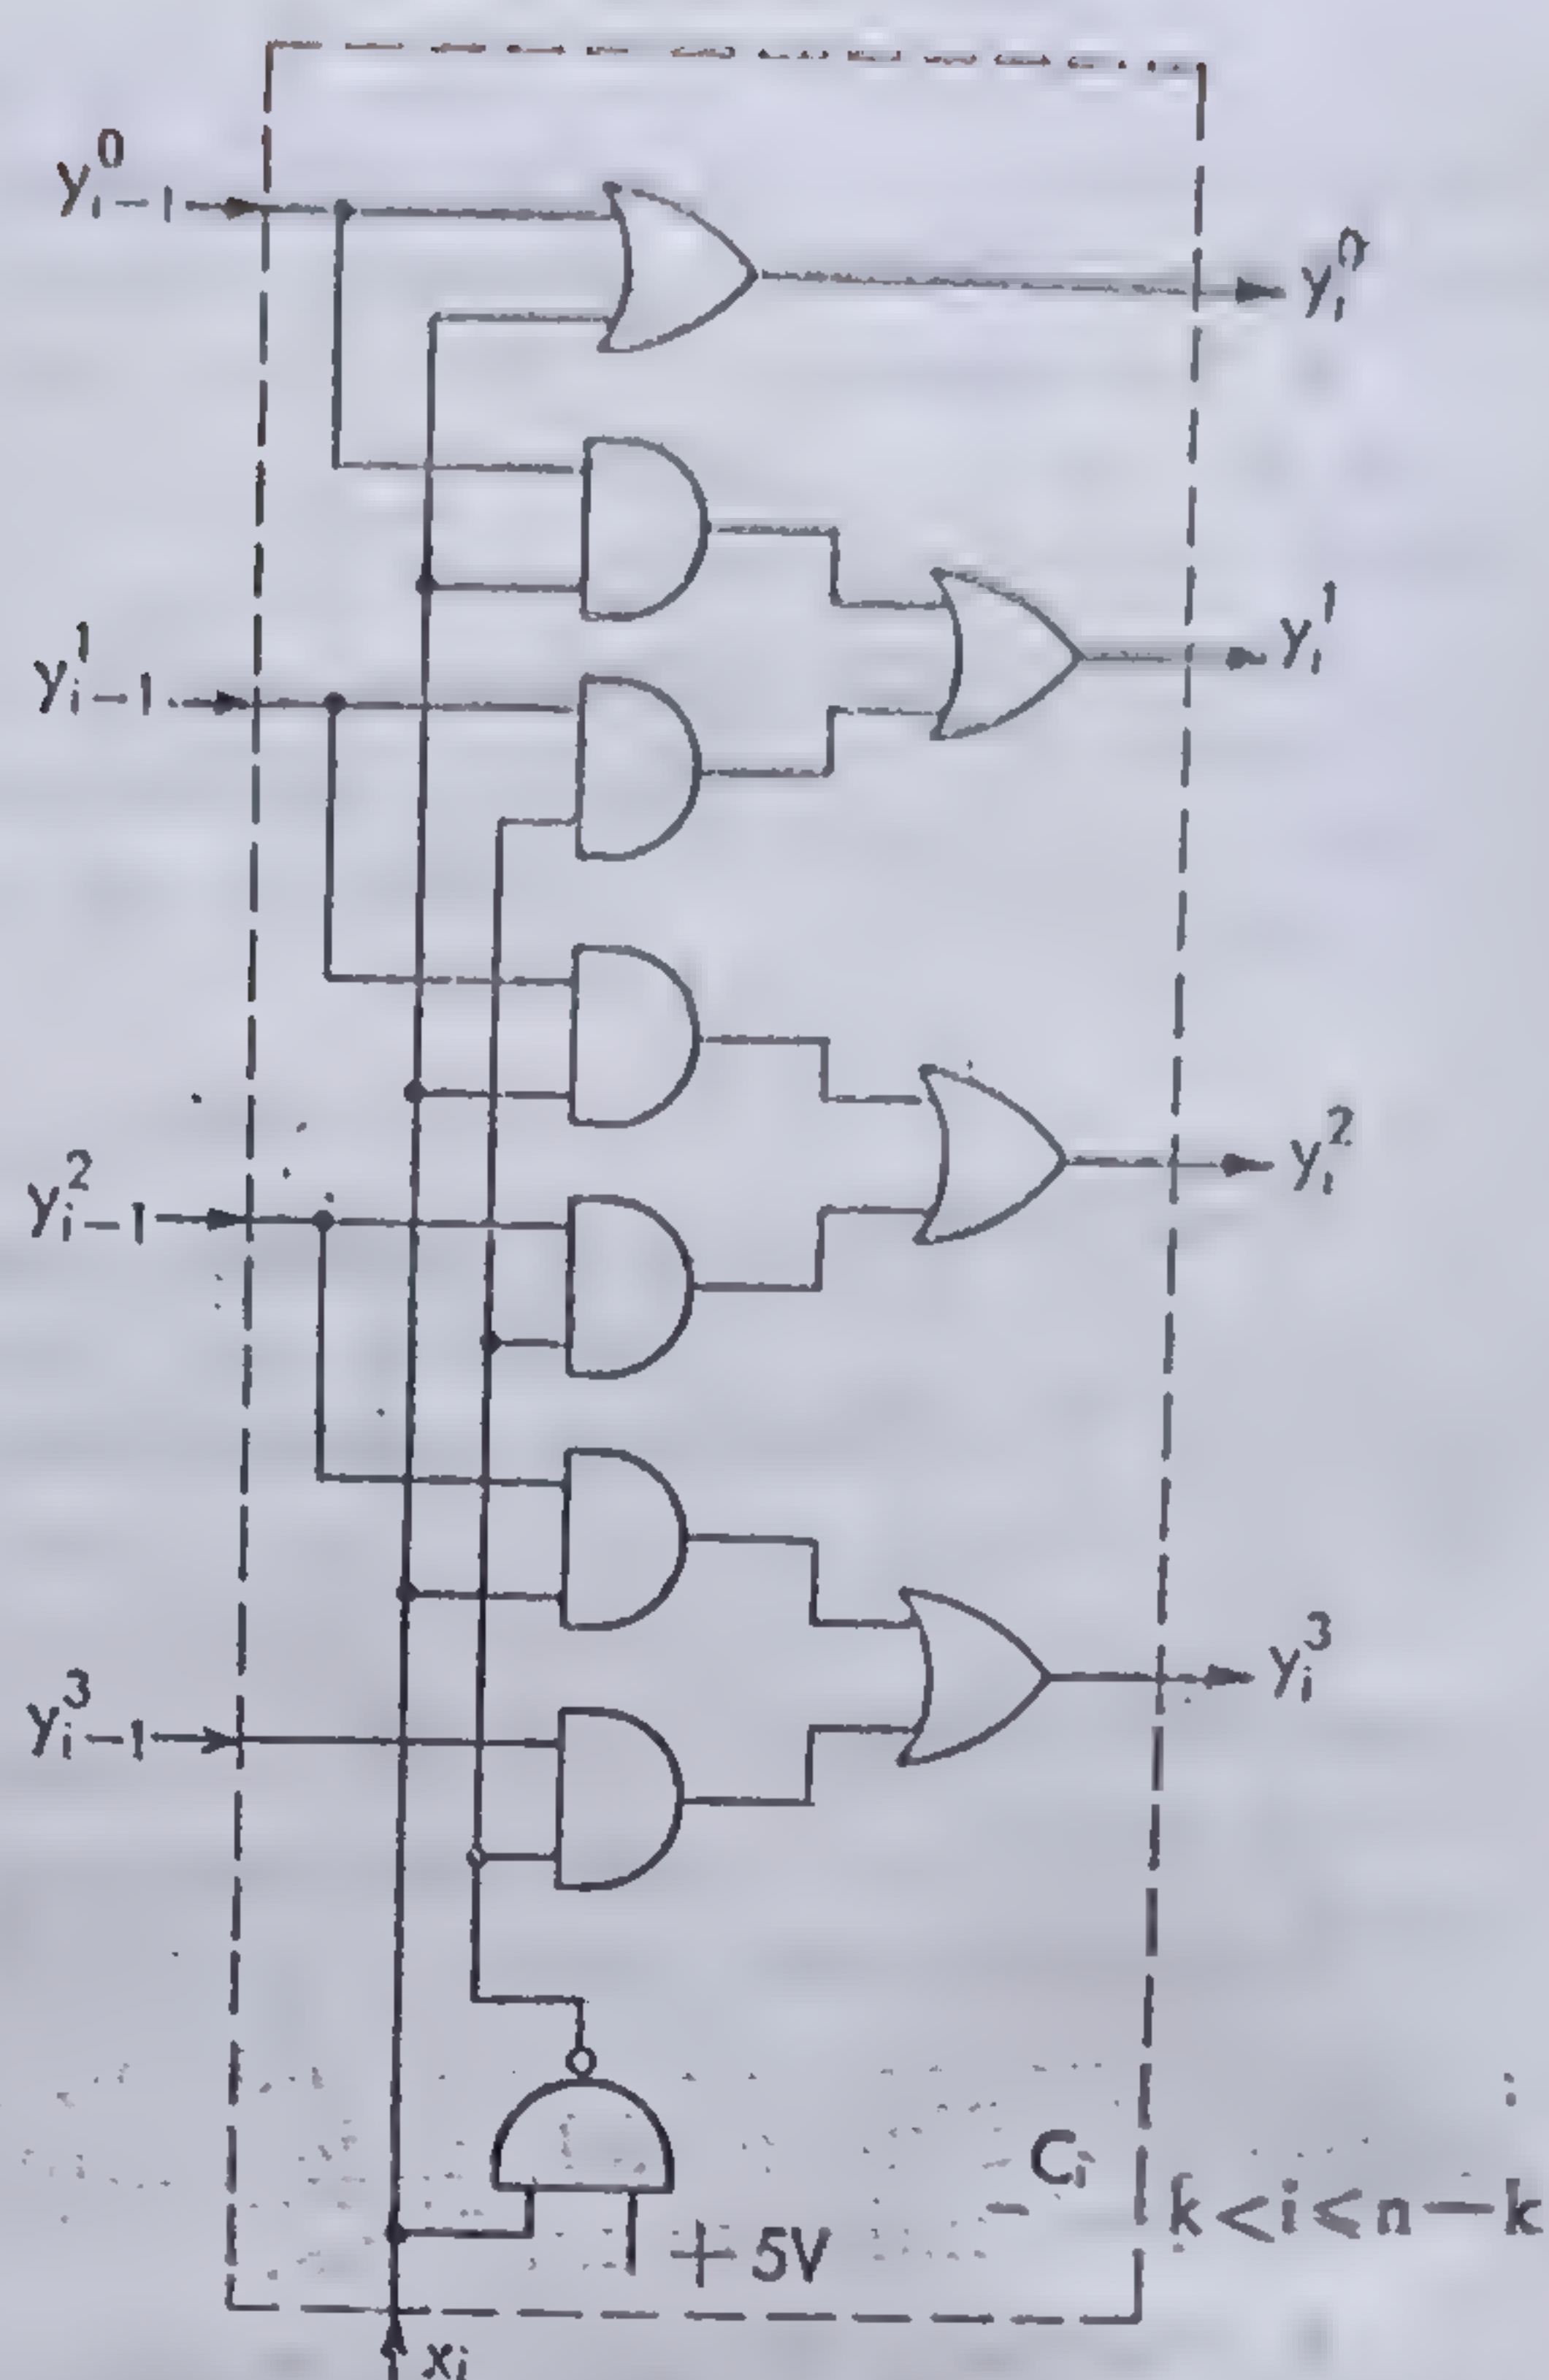 y⁰ᵢ₋₁
y⁰ᵢ
y¹ᵢ₋₁
y¹ᵢ
y²ᵢ₋₁
y²ᵢ
y³ᵢ₋₁
y³ᵢ
Cᵢ
k<i≤n−k
+5V
xᵢ